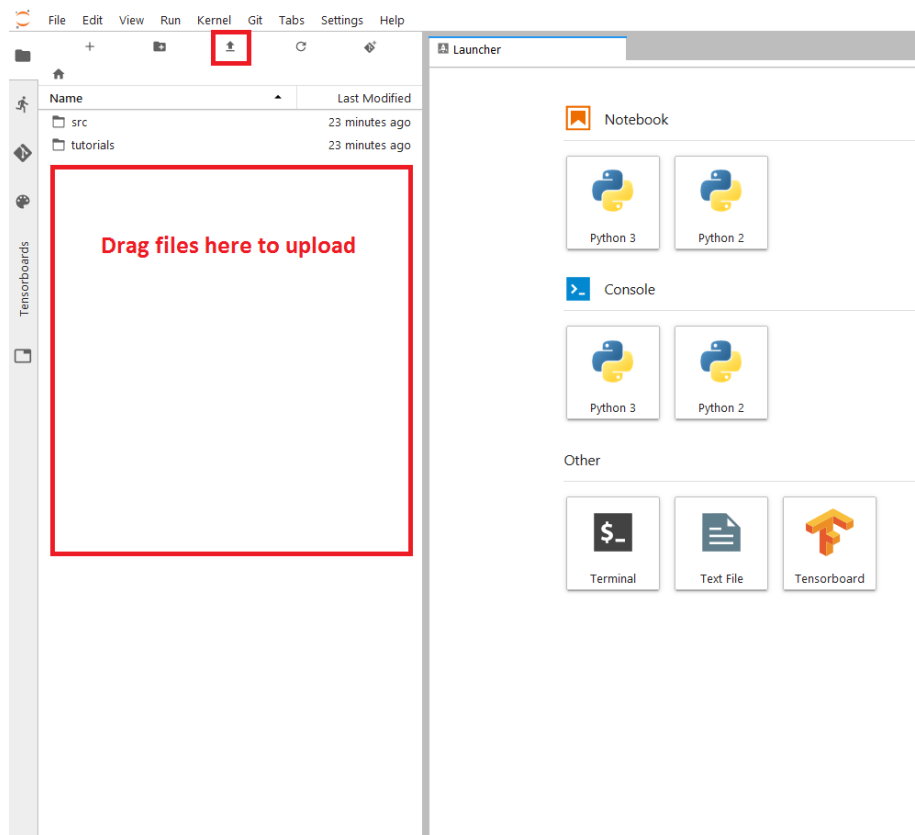 File Edit View Run Kernel Git Tabs Settings Help
Launcher
Name Last Modified
src 23 minutes ago
tutorials 23 minutes ago
Drag files here to upload
Tensorboards
Notebook
Python 3 Python 2
Console
Python 3 Python 2
Other
$_
Terminal Text File Tensorboard